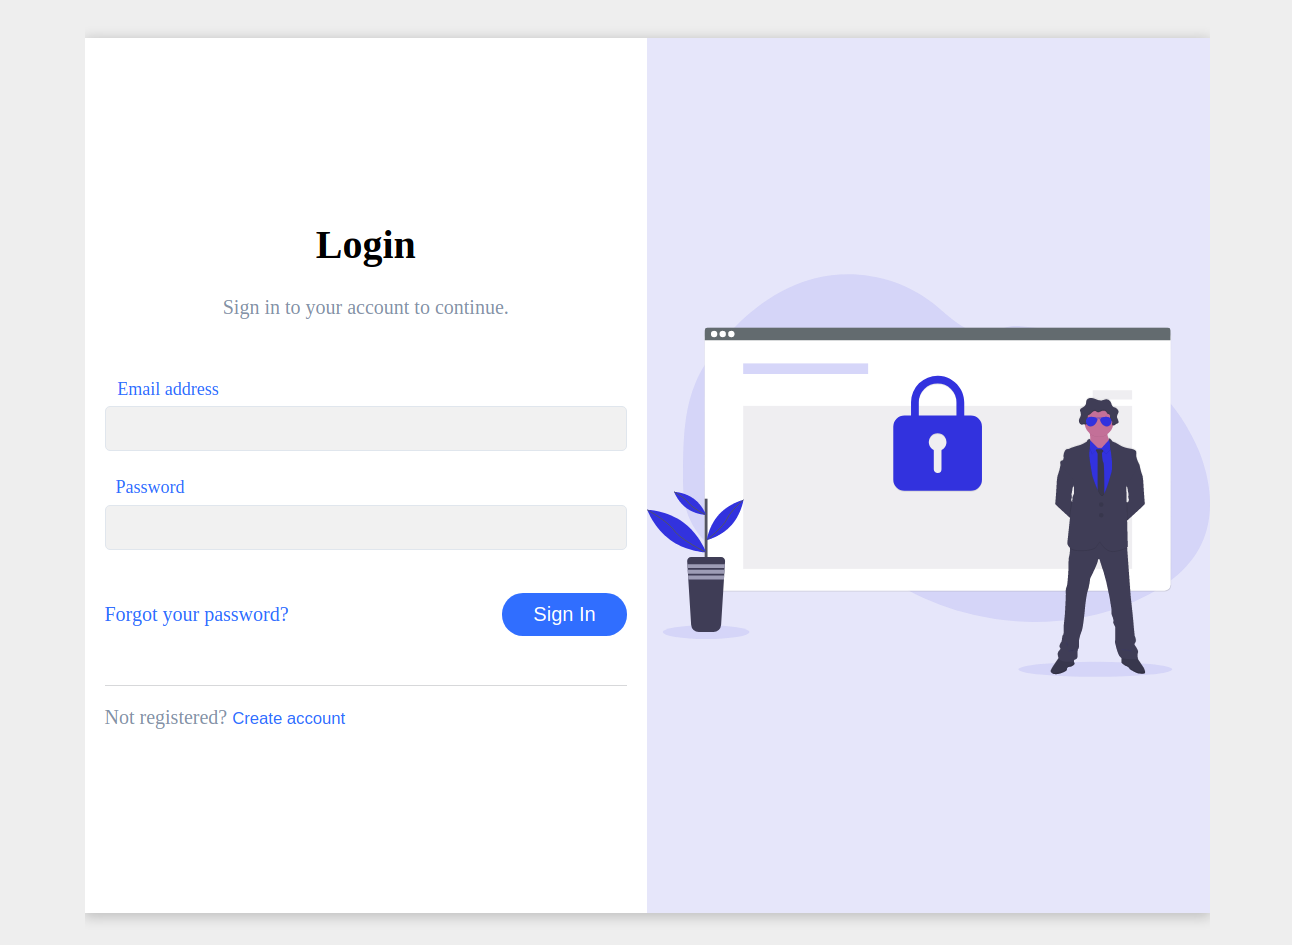 Login
Sign in to your account to continue.
Email address
Password
Forgot your password?
Sign In
Not registered? Create account